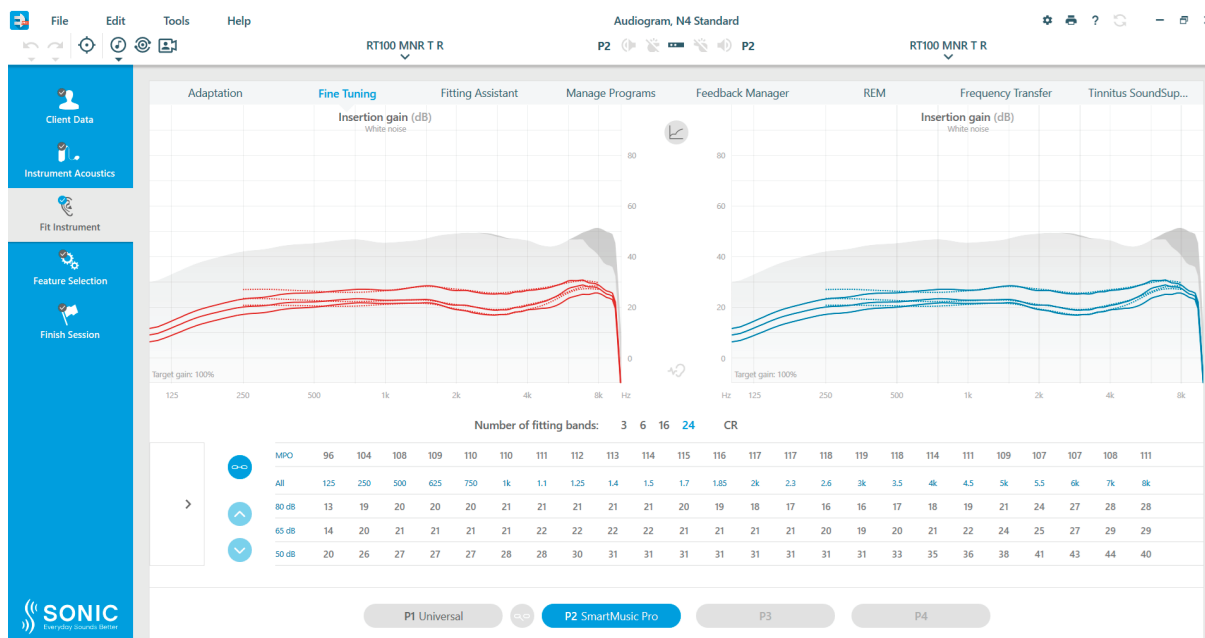 File Edit Tools Help Audiogram, N4 Standard ?
RT100 MNR T R P2 P2 RT100 MNR T R
Adaptation Fine Tuning Fitting Assistant Manage Programs Feedback Manager REM Frequency Transfer Tinnitus SoundSup...
Client Data
Instrument Acoustics
Fit Instrument
Feature Selection
Finish Session
SONIC
Everyday Sounds Better
Insertion gain (dB)
White noise
80
60
40
20
0
Target gain: 100%
125 250 500 1k 2k 4k 8k Hz
Insertion gain (dB)
White noise
80
60
40
20
0
Target gain: 100%
Hz 125 250 500 1k 2k 4k 8k
Number of fitting bands: 3 6 16 24 CR
MPO 96 104 108 109 110 110 111 112 113 114 115 116 117 117 118 119 118 114 111 109 107 107 108 111
All 125 250 500 625 750 1k 1.1 1.25 1.4 1.5 1.7 1.85 2k 2.3 2.6 3k 3.5 4k 4.5 5k 5.5 6k 7k 8k
80 dB 13 19 20 20 20 21 21 21 21 21 20 19 18 17 16 16 17 18 19 21 24 27 28 28
65 dB 14 20 21 21 21 21 22 22 22 22 21 21 21 21 20 19 20 21 22 24 25 27 29 29
50 dB 20 26 27 27 27 28 28 30 31 31 31 31 31 31 31 31 33 35 36 38 41 43 44 40
P1 Universal P2 SmartMusic Pro P3 P4